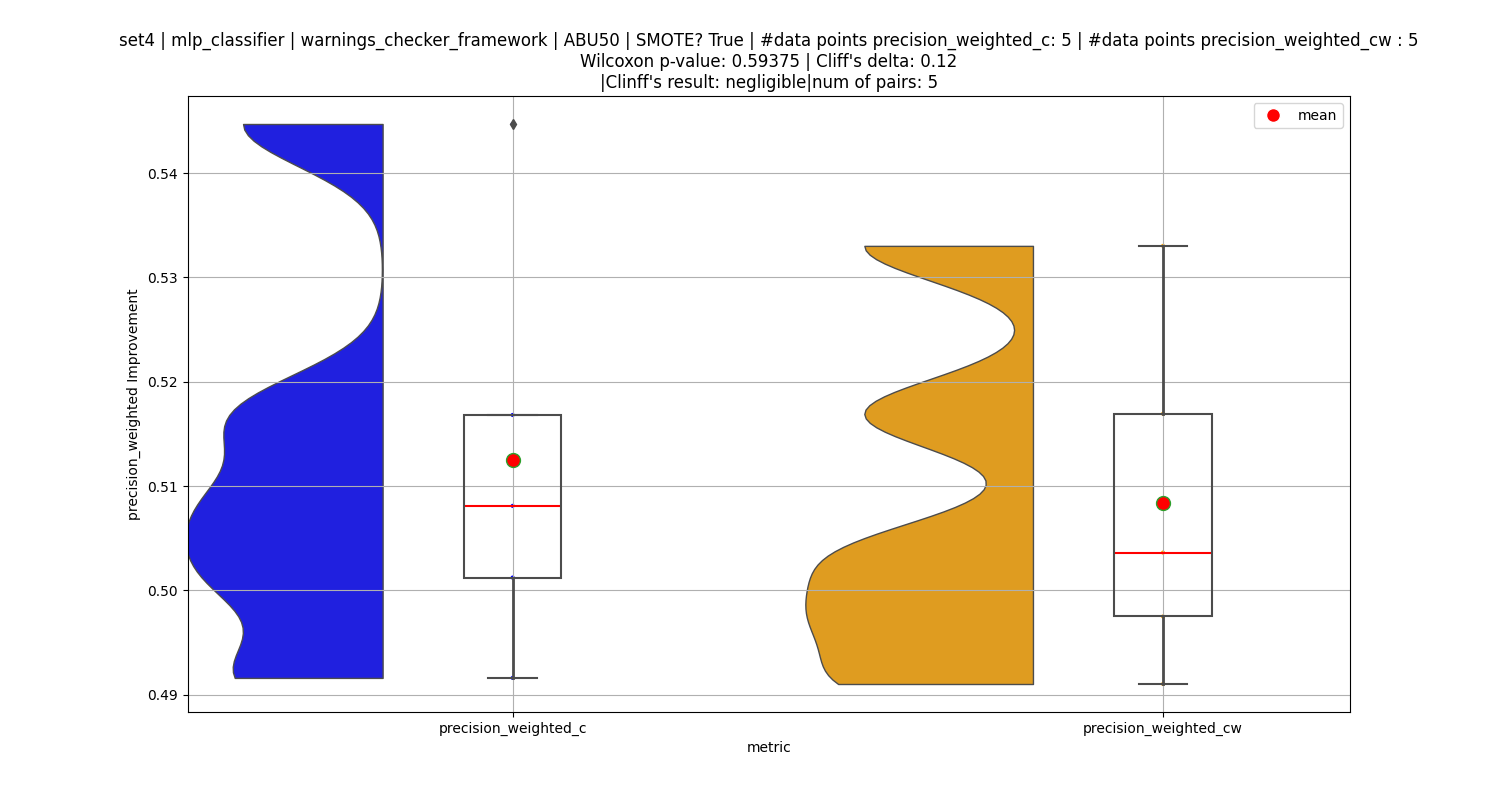 set4 | mlp_classifier | warnings_checker_framework | ABU50 | SMOTE? True | #data points precision_weighted_c: 5 | #data points precision_weighted_cw : 5
Wilcoxon p-value: 0.59375 | Cliff's delta: 0.12
|Clinff's result: negligible|num of pairs: 5
mean
precision_weighted Improvement
0.54
0.53
0.52
0.51
0.50
0.49
precision_weighted_c
precision_weighted_cw
metric